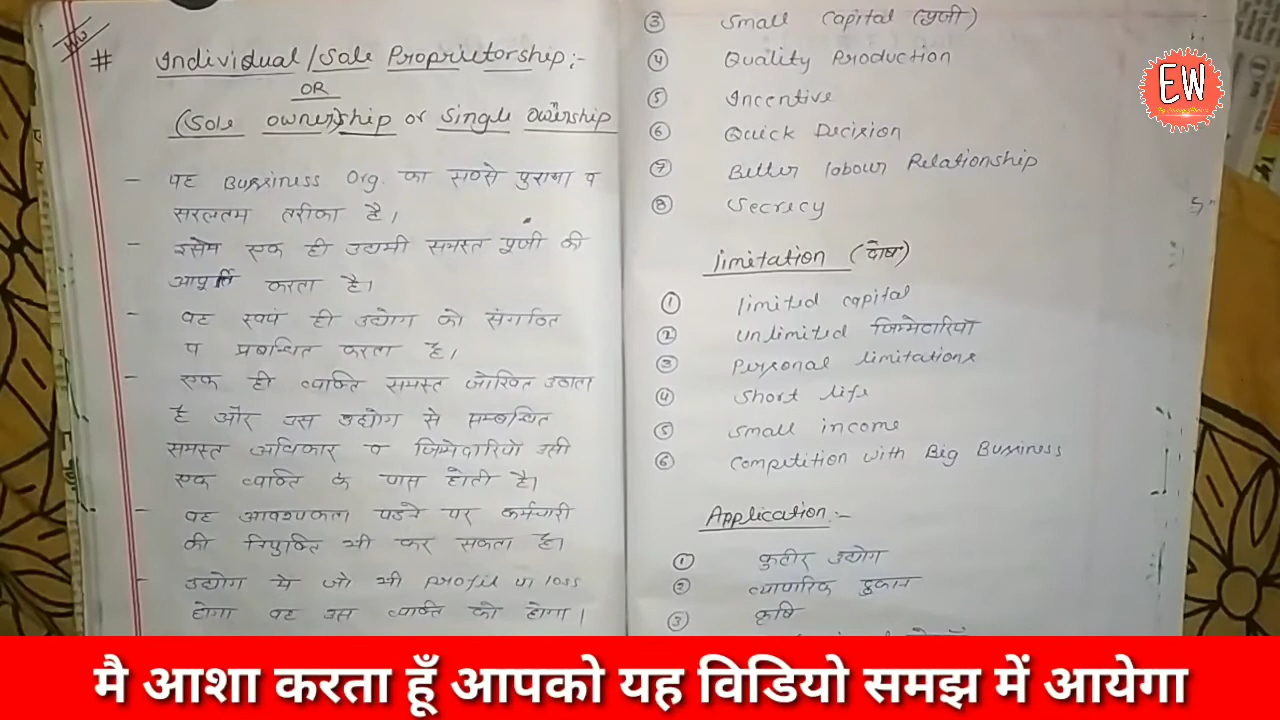 # Individual/Sole Proprietorship:-
OR
(Sole ownership or Single Ownership
- यह Bussiness Org. का सबसे पुराना व
सरलतम तरीका है।
- इसमे एक ही उद्यमी समस्त पूजी की
आपूर्ति करता है।
- वह स्वयं ही उद्योग को संगठित
व प्रबन्धित करता है।
- एक ही व्यक्ति समस्त जोखिम उठाता
है और उस उद्योग से सम्बन्धित
समस्त अधिकार व जिम्मेदारियाँ उसी
एक व्यक्ति के पास होती है।
- वह आवश्यकता पडने पर कर्मचारी
की नियुक्ति भी कर सकता है।
- उद्योग मे जो भी profit या loss
होगा वह उस व्यक्ति को होगा।
③ Small Capital (पूजी)
④ Quality Production
⑤ Incentive
⑥ Quick Decision
⑦ Better labour Relationship
⑧ Secrecy
limitation (दोष)
① limited capital
② unlimited जिम्मेदारियाँ
③ Personal limitations
④ Short life
⑤ Small income
⑥ Competition with Big Bussiness
Application:-
① कुटीर उद्योग
② व्यापारिक दुकान
③ कृषि
EW
मै आशा करता हूँ आपको यह विडियो समझ में आयेगा